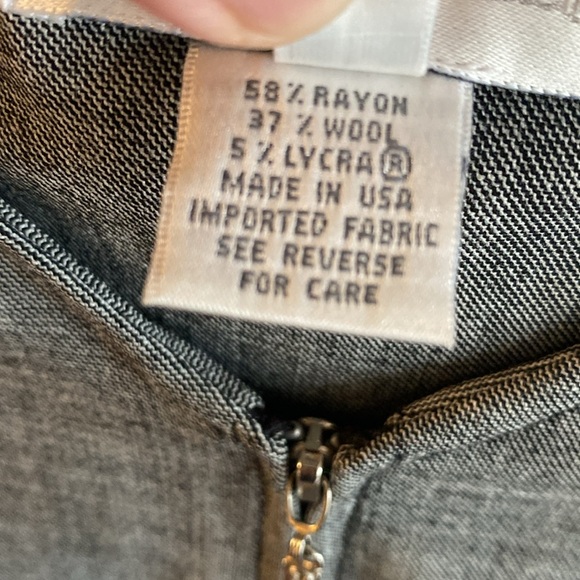 58% RAYON
37 % WOOL
5 % LYCRA®
MADE IN USA
IMPORTED FABRIC
SEE REVERSE
FOR CARE